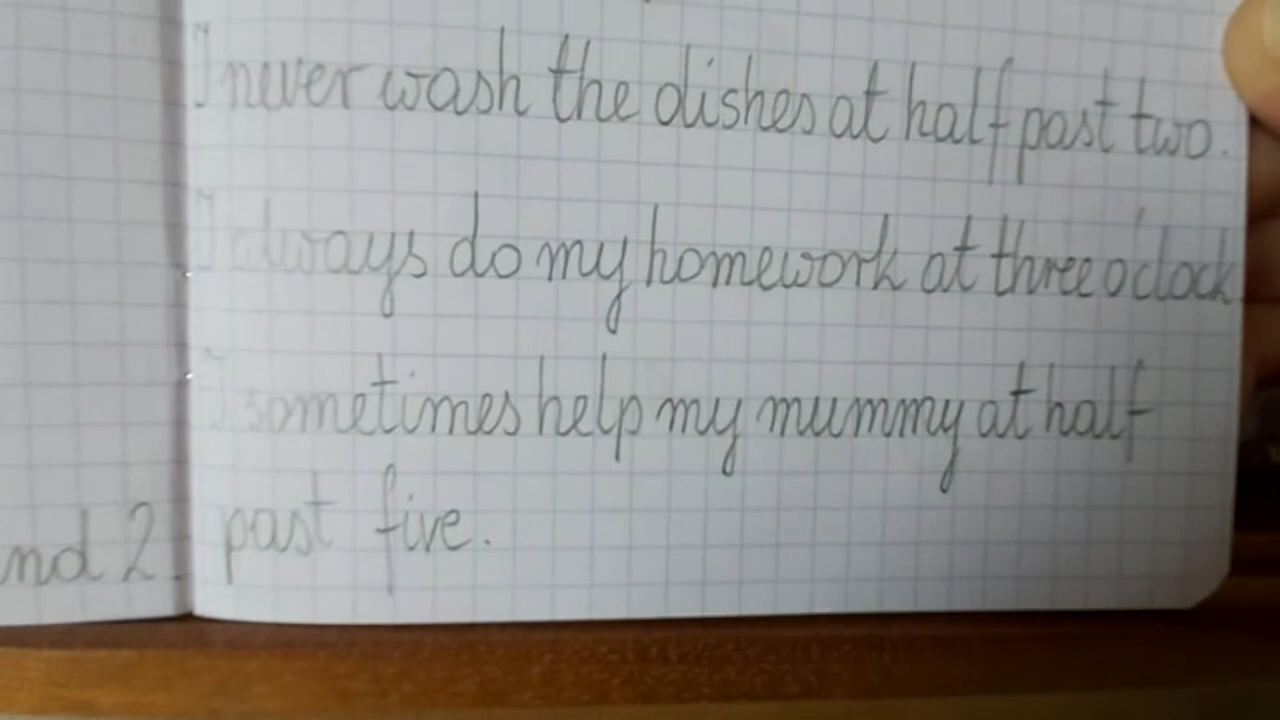 I never wash the dishes at half past two.
I always do my homework at three o'clock
I sometimes help my mummy at half
past five.
nd 2.